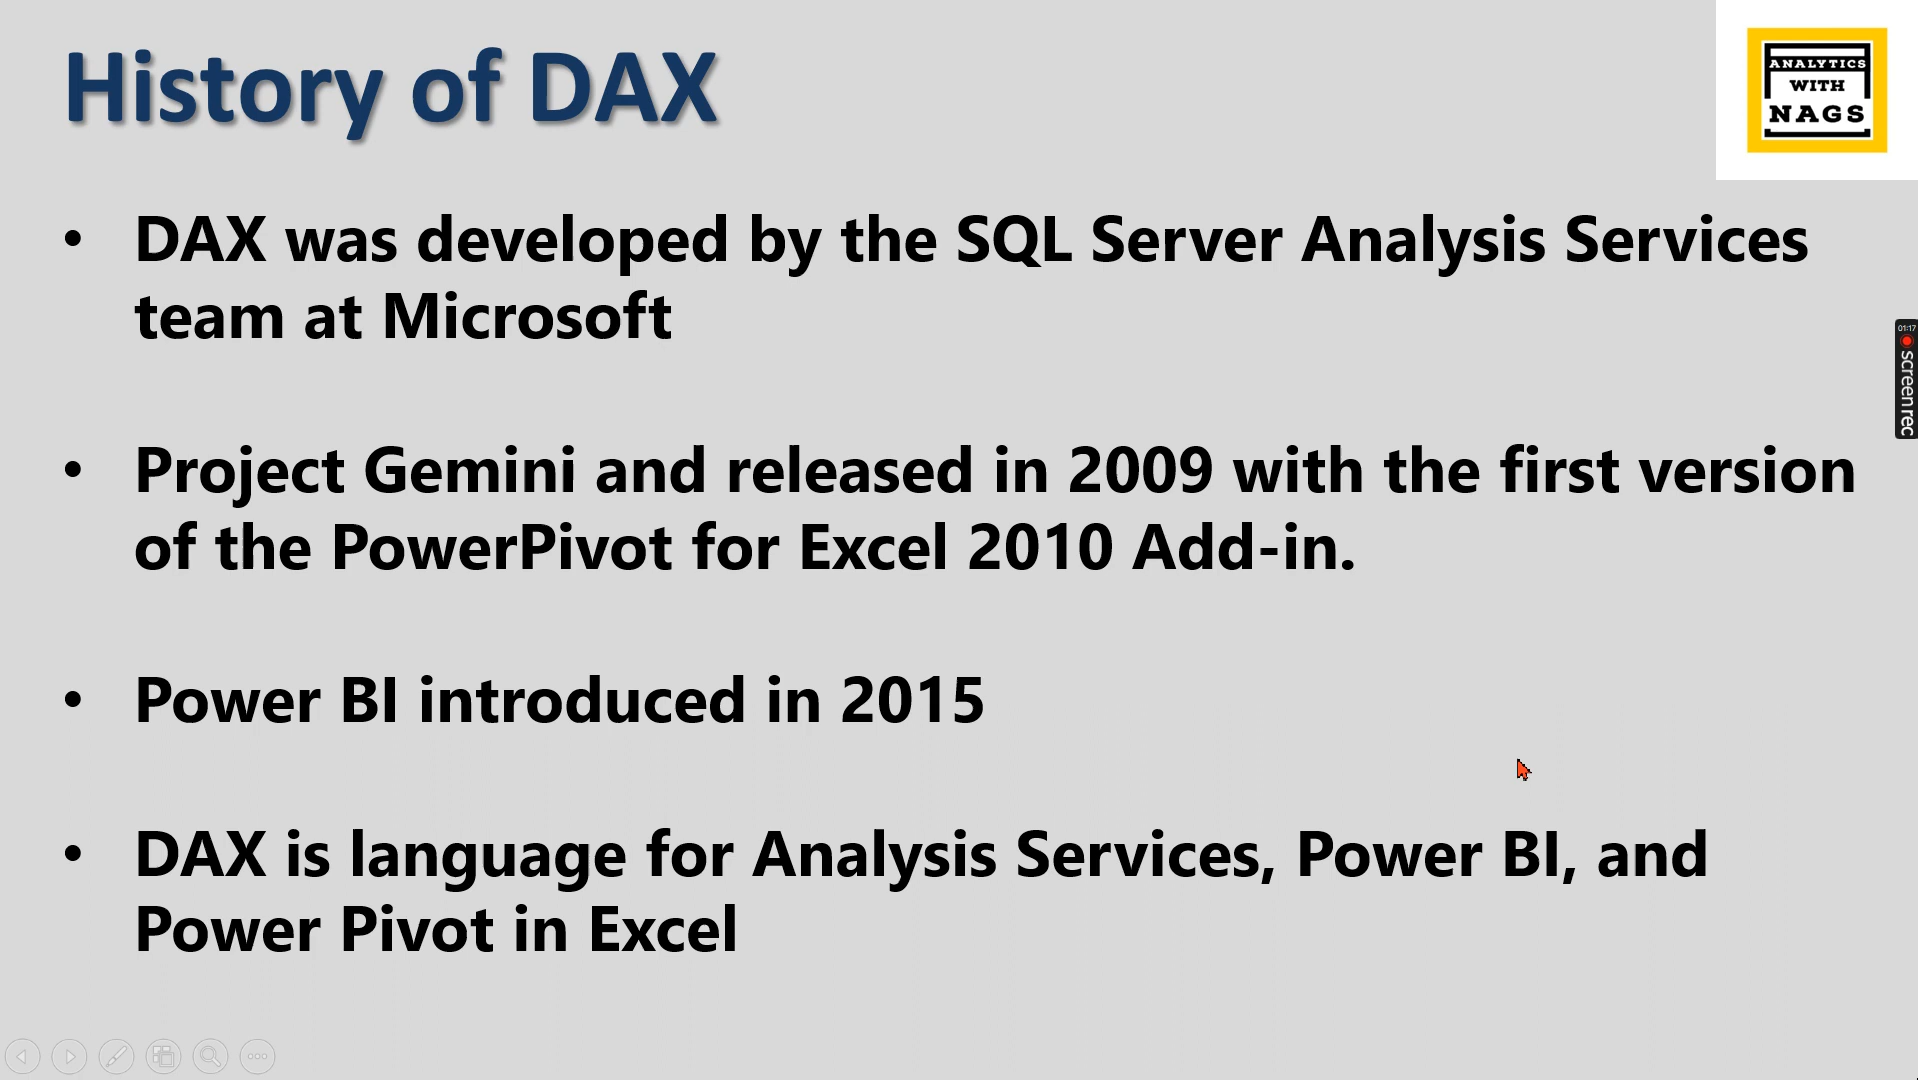 History of DAX
ANALYTICS
WITH
NAGS
• DAX was developed by the SQL Server Analysis Services
team at Microsoft
• Project Gemini and released in 2009 with the first version
of the PowerPivot for Excel 2010 Add-in.
• Power BI introduced in 2015
• DAX is language for Analysis Services, Power BI, and
Power Pivot in Excel
01:17
screenrec